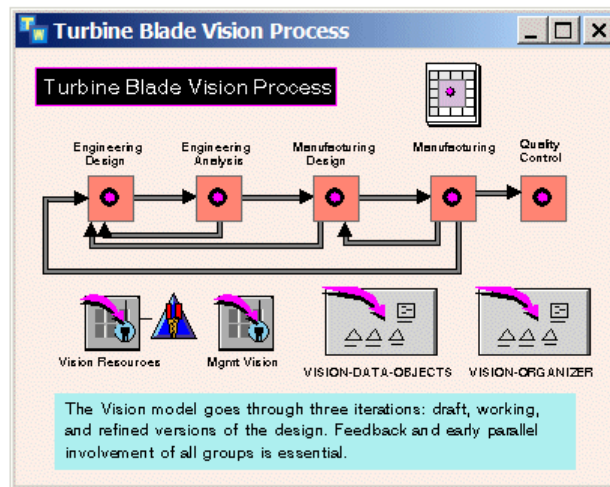 Turbine Blade Vision Process
Turbine Blade Vision Process
Engineering
Design
Engineering
Analysis
Manufacturing
Design
Manufacturing
Quality
Control
Vision Resources
Mgmt Vision
VISION-DATA-OBJECTS
VISION-ORGANIZER
The Vision model goes through three iterations: draft, working,
and refined versions of the design. Feedback and early parallel
involvement of all groups is essential.